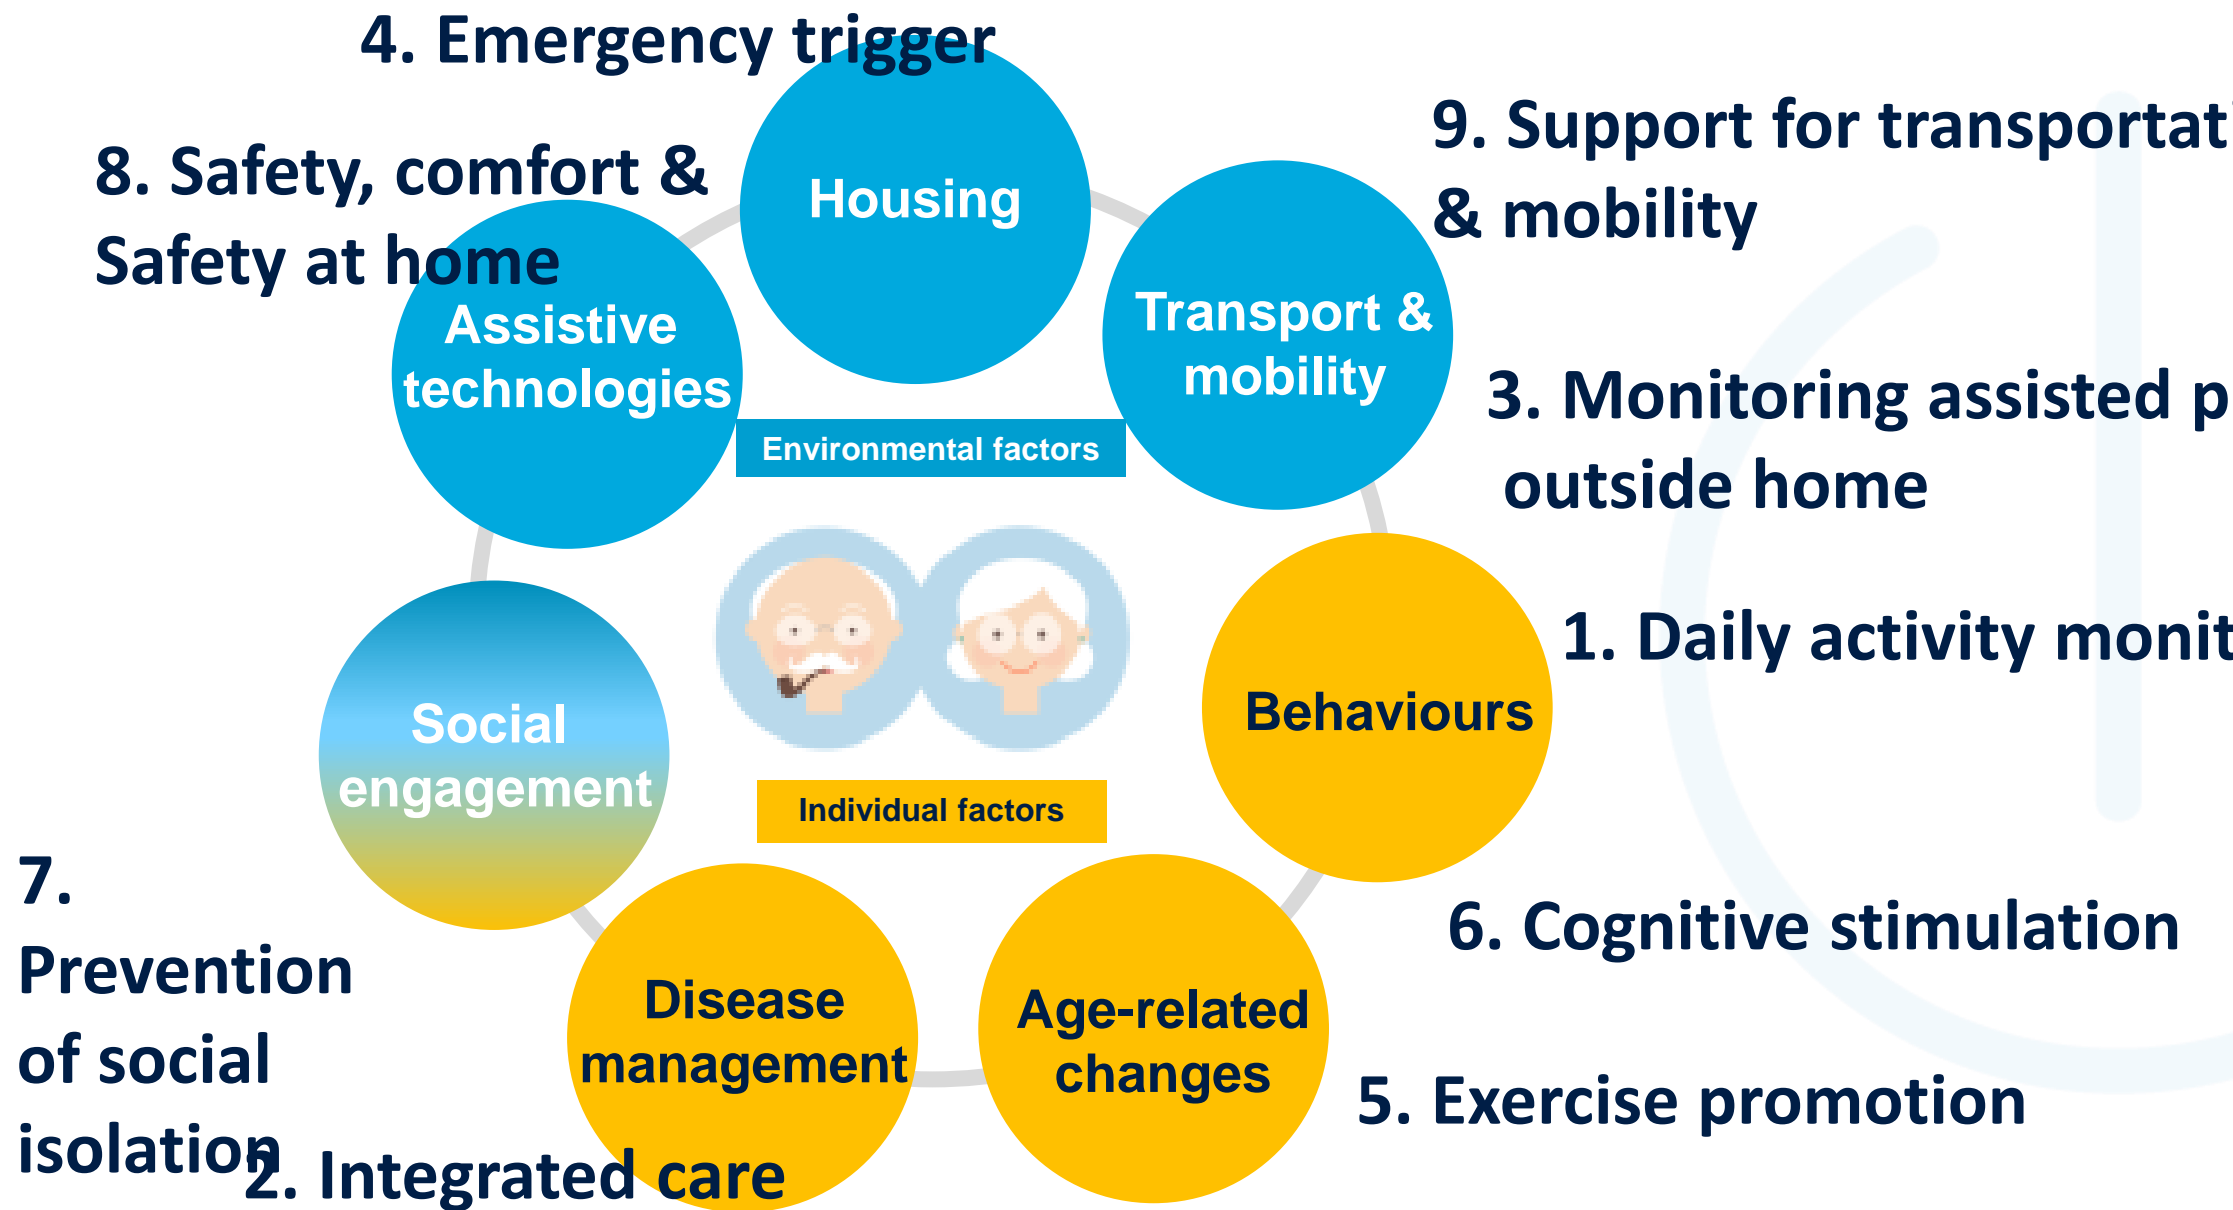 4. Emergency trigger
8. Safety, comfort &
Safety at home
9. Support for
& mobility
Housing
Transport &
mobility
Assistive
technologies
Environmental factors
3. Monitoring assisted
outside home
1. Daily activity
Behaviours
Social
engagement
Individual factors
7.
Prevention
of social
isolation
6. Cognitive stimulation
Disease
management
Age-related
changes
5. Exercise promotion
2. Integrated care